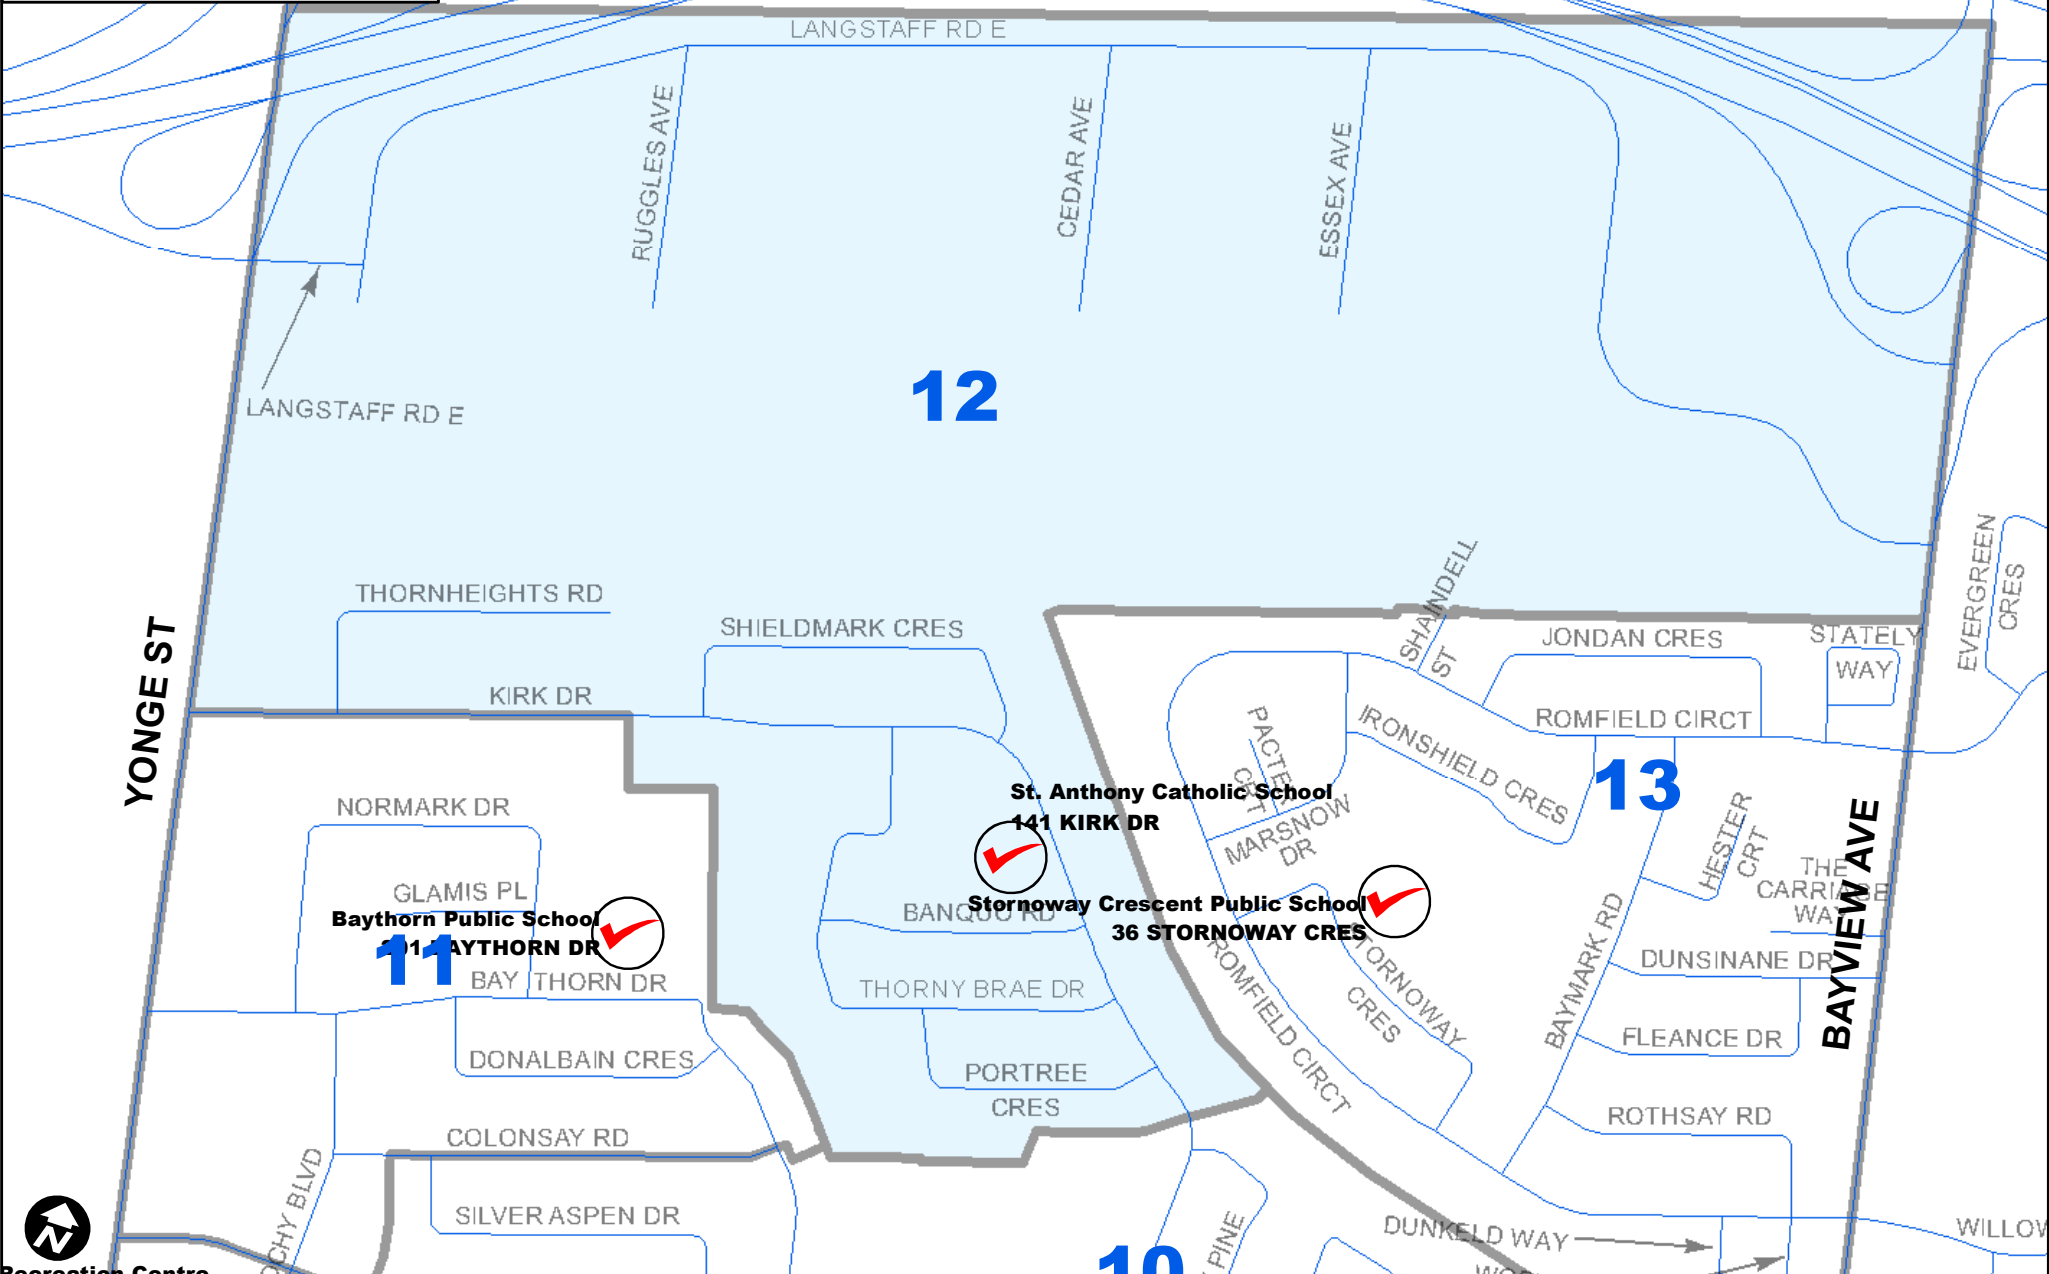 LANGSTAFF RD E
RUGGLES AVE
CEDAR AVE
ESSEX AVE
12
LANGSTAFF RD E
EVERGREEN
CRES
SHAINDELL
ST
THORNHEIGHTS RD
SHIELDMARK CRES
JONDAN CRES
STATELY
WAY
YONGE ST
KIRK DR
ROMFIELD CIRCT
IRONSHIELD CRES
PACTER
CRT
13
St. Anthony Catholic School
141 KIRK DR
NORMARK DR
MARSNOW
DR
HESTER
CRT
THE
CARRIAGE
WAY
BAYVIEW AVE
GLAMIS PL
Baythorn Public School
201 BAYTHORN DR
11
BANQUO RD
Stornoway Crescent Public School
36 STORNOWAY CRES
STORNOWAY
CRES
BAYMARK RD
DUNSINANE DR
BAY THORN DR
THORNY BRAE DR
ROMFIELD CIRCT
FLEANCE DR
DONALBAIN CRES
PORTREE
CRES
ROTHSAY RD
COLONSAY RD
CHY BLVD
SILVER ASPEN DR
PINE
DUNKELD WAY
WILLOW
10
N
Recreation Centre